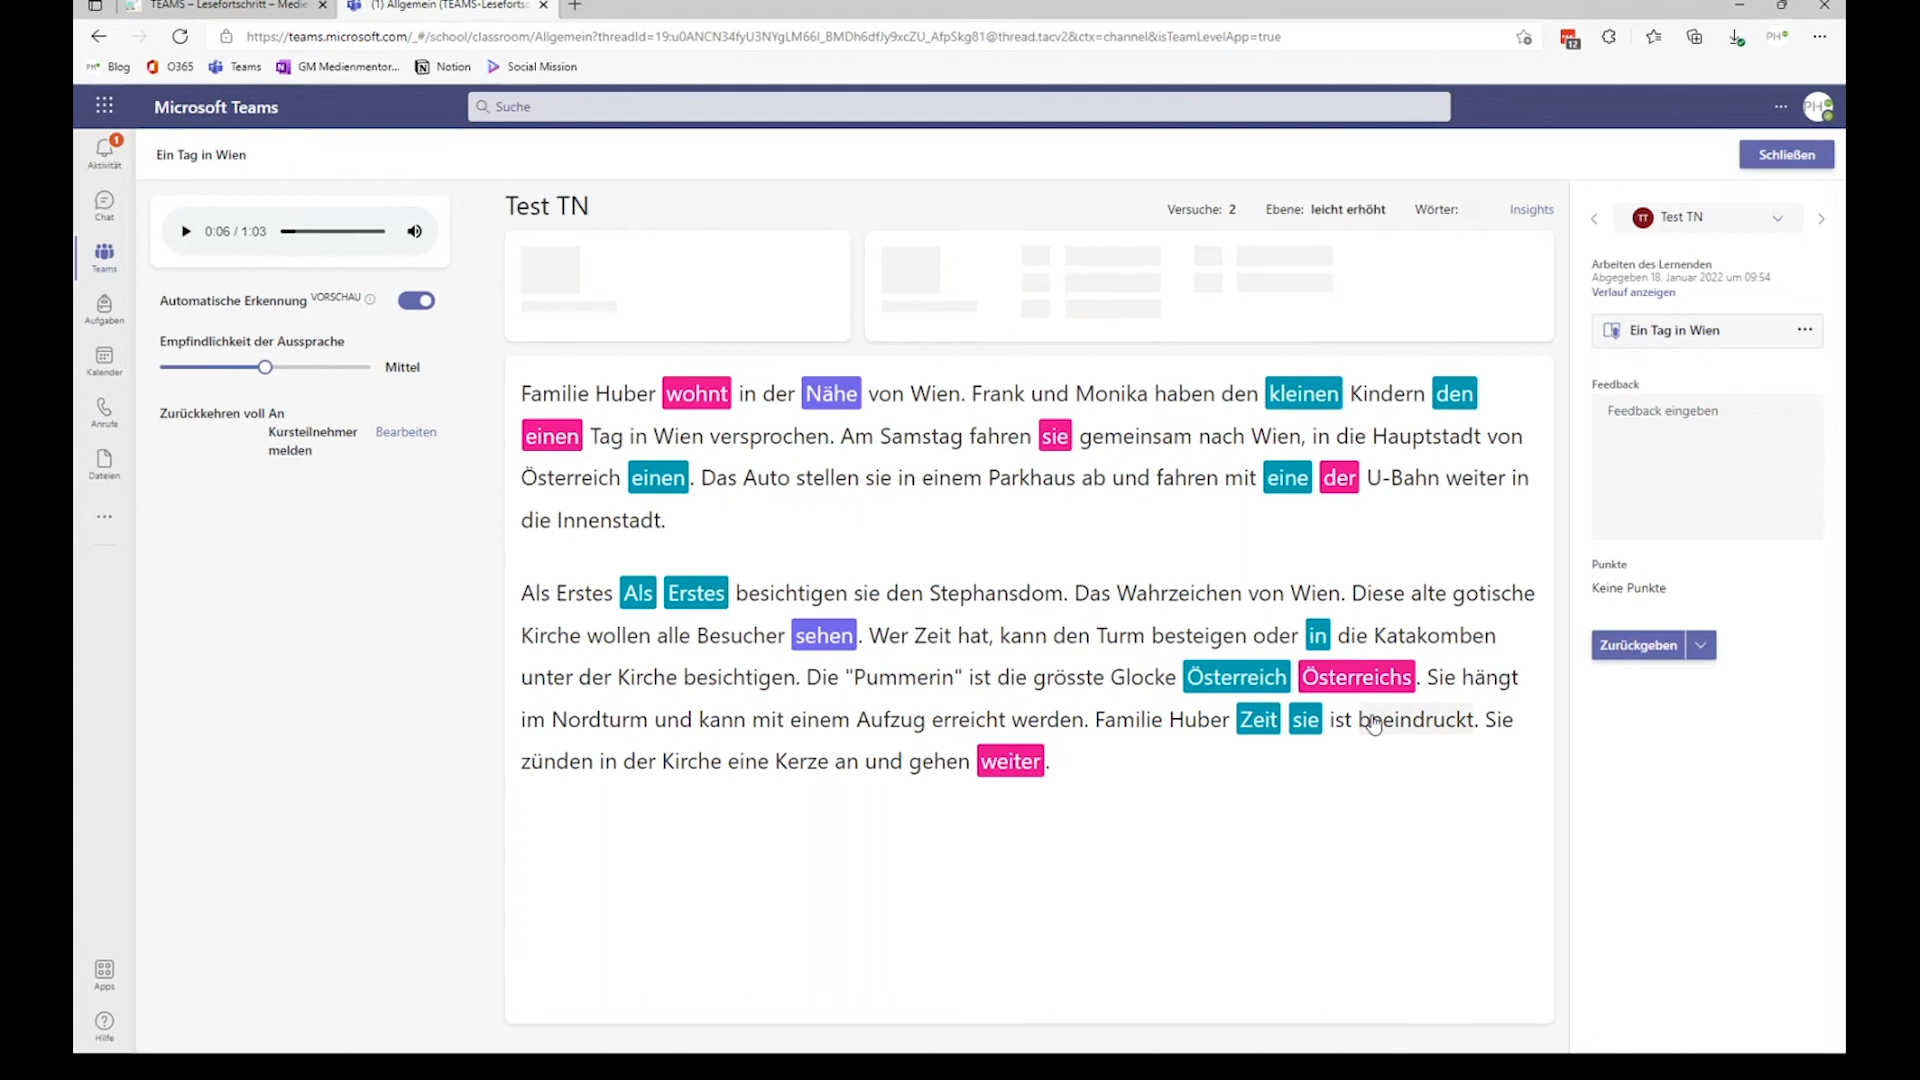 TEAMS – Lesefortschritt – Medie
(1) Allgemein (TEAMS-Lesefortsc
https://teams.microsoft.com/_#/school/classroom/Allgemein?threadId=19:u0ANCN34fyU3NYgLM66I_BMDh6dfJy9xcZU_AfpSkg81@thread.tacv2&ctx=channel&isTeamLevelApp=true
12
PH
PH Blog
O365
Teams
GM Medienmentor...
Notion
Social Mission
Microsoft Teams
Suche
PH
1
Aktivität
Chat
Teams
Aufgaben
Kalender
Anrufe
Dateien
Apps
Hilfe
Ein Tag in Wien
Schließen
0:06 / 1:03
Automatische Erkennung VORSCHAU
Empfindlichkeit der Aussprache
Mittel
Zurückkehren voll An
Kursteilnehmer
melden
Bearbeiten
Test TN
Versuche: 2
Ebene: leicht erhöht
Wörter:
Insights
Familie Huber wohnt in der Nähe von Wien. Frank und Monika haben den kleinen Kindern den
einen Tag in Wien versprochen. Am Samstag fahren sie gemeinsam nach Wien, in die Hauptstadt von
Österreich einen. Das Auto stellen sie in einem Parkhaus ab und fahren mit eine der U-Bahn weiter in
die Innenstadt.
Als Erstes Als Erstes besichtigen sie den Stephansdom. Das Wahrzeichen von Wien. Diese alte gotische
Kirche wollen alle Besucher sehen. Wer Zeit hat, kann den Turm besteigen oder in die Katakomben
unter der Kirche besichtigen. Die "Pummerin" ist die grösste Glocke Österreich Österreichs. Sie hängt
im Nordturm und kann mit einem Aufzug erreicht werden. Familie Huber Zeit sie ist beeindruckt. Sie
zünden in der Kirche eine Kerze an und gehen weiter.
TT Test TN
Arbeiten des Lernenden
Abgegeben 18. Januar 2022 um 09:54
Verlauf anzeigen
Ein Tag in Wien
Feedback
Feedback eingeben
Punkte
Keine Punkte
Zurückgeben